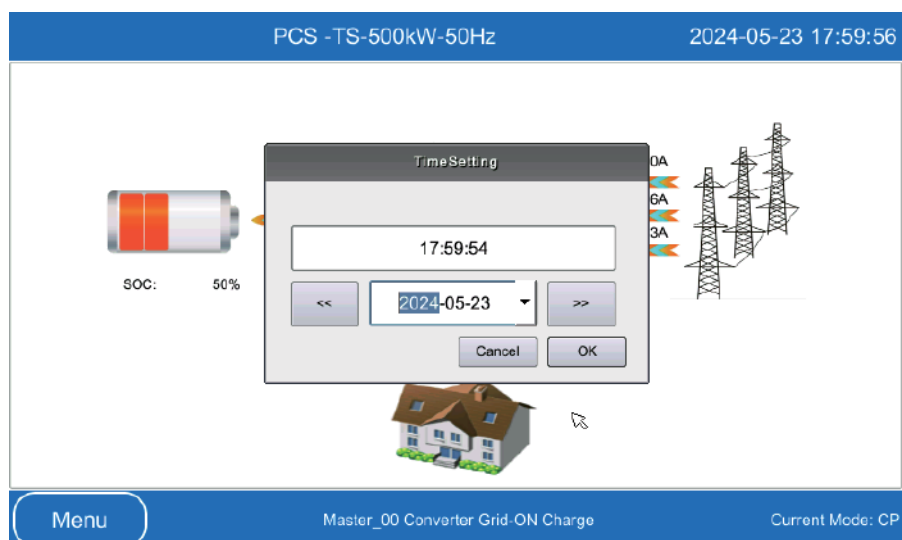 PCS -TS-500kW-50Hz
2024-05-23 17:59:56
TimeSetting
0A
6A
3A
17:59:54
SOC: 50%
<< 2024-05-23 >>
Cancel OK
Menu
Master_00 Converter Grid-ON Charge
Current Mode: CP